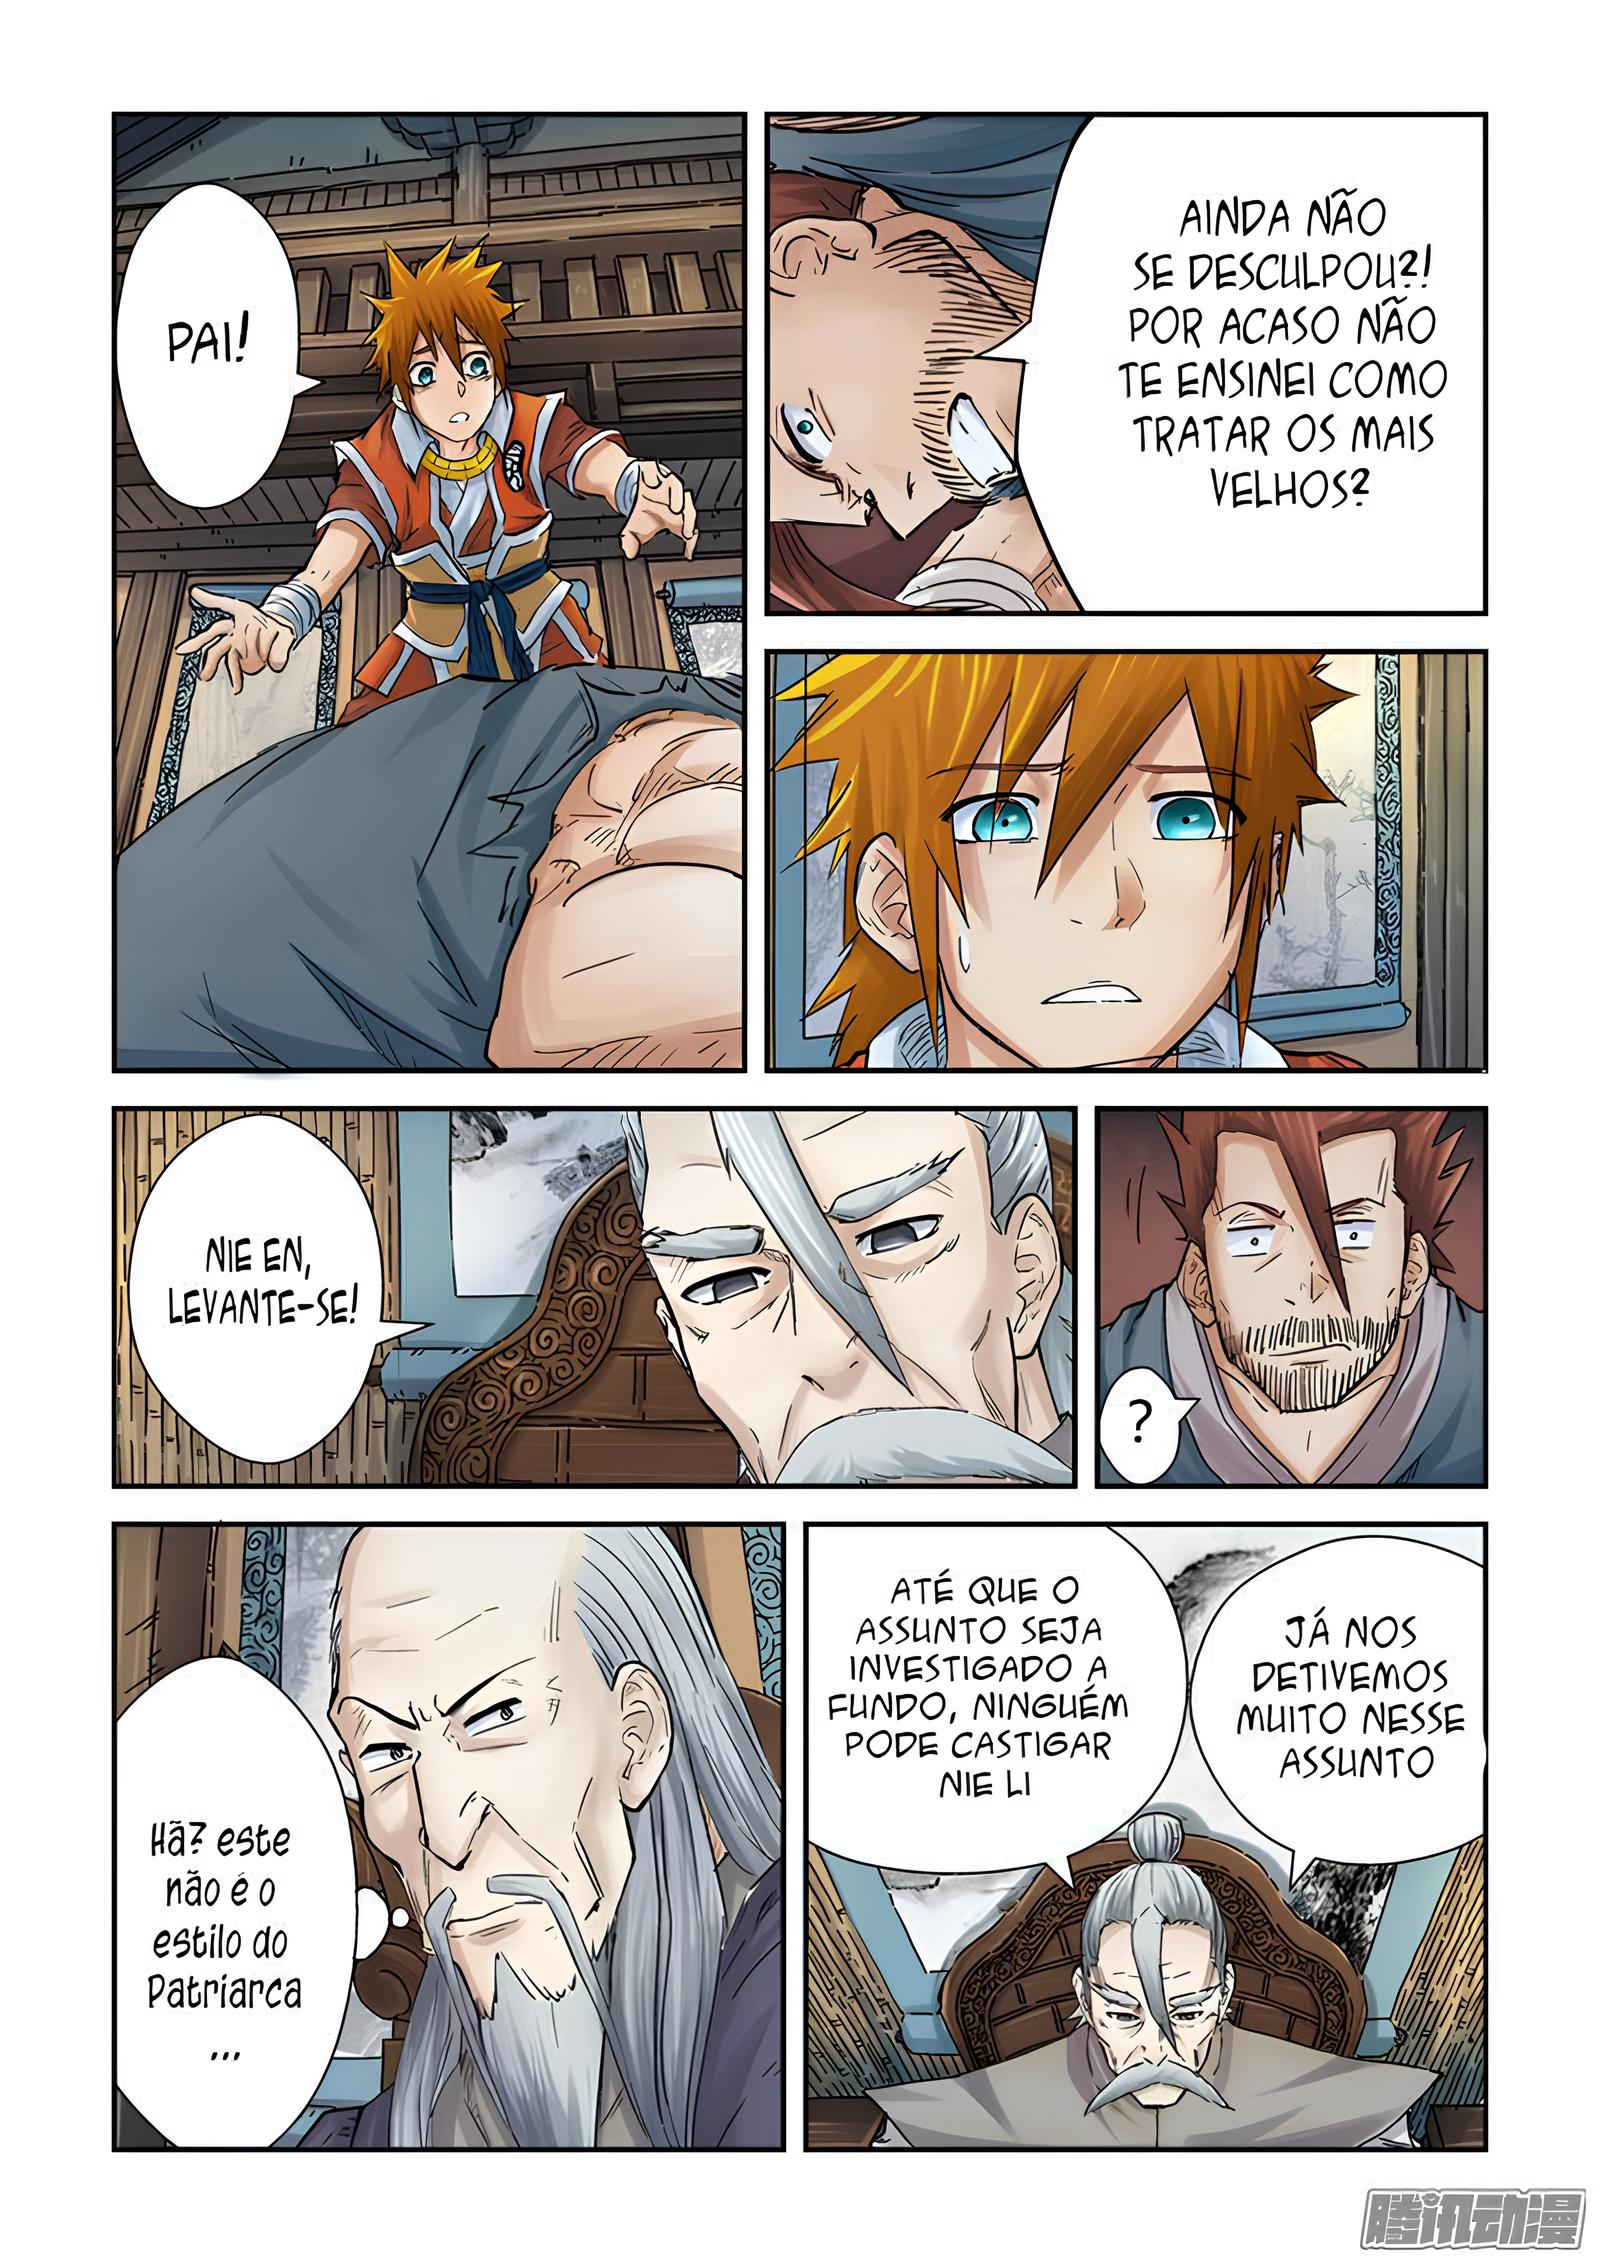 PAI!
AINDA NÃO
SE DESCULPOU?!
POR ACASO NÃO
TE ENSINEI COMO
TRATAR OS MAIS
VELHOS?
NIE EN,
LEVANTE-SE!
?
Hã? este
não é o
estilo do
Patriarca
...
ATÉ QUE O
ASSUNTO SEJA
INVESTIGADO A
FUNDO, NINGUÉM
PODE CASTIGAR
NIE LI
JÁ NOS
DETIVEMOS
MUITO NESSE
ASSUNTO
腾讯动漫